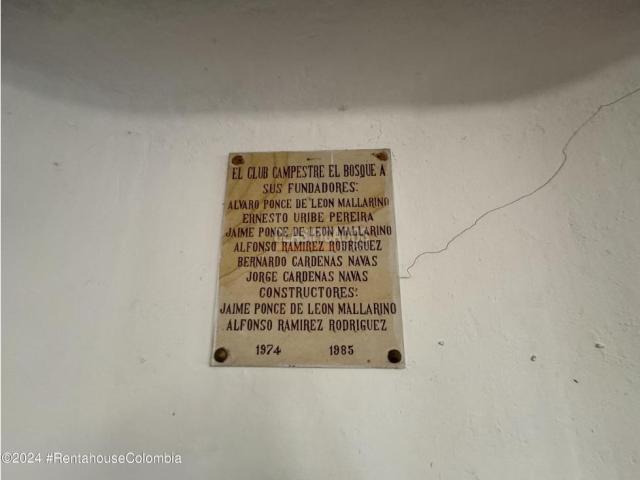 EL CLUB CAMPESTRE EL BOSQUE A
SUS FUNDADORES:
ALVARO PONCE DE LEON MALLARINO
ERNESTO URIBE PEREIRA
JAIME PONCE DE LEON MALLARINO
ALFONSO RAMIREZ RODRIGUEZ
BERNARDO CARDENAS NAVAS
JORGE CARDENAS NAVAS
CONSTRUCTORES:
JAIME PONCE DE LEON MALLARINO
ALFONSO RAMIREZ RODRIGUEZ
1974 1985
©2024 #RentahouseColombia